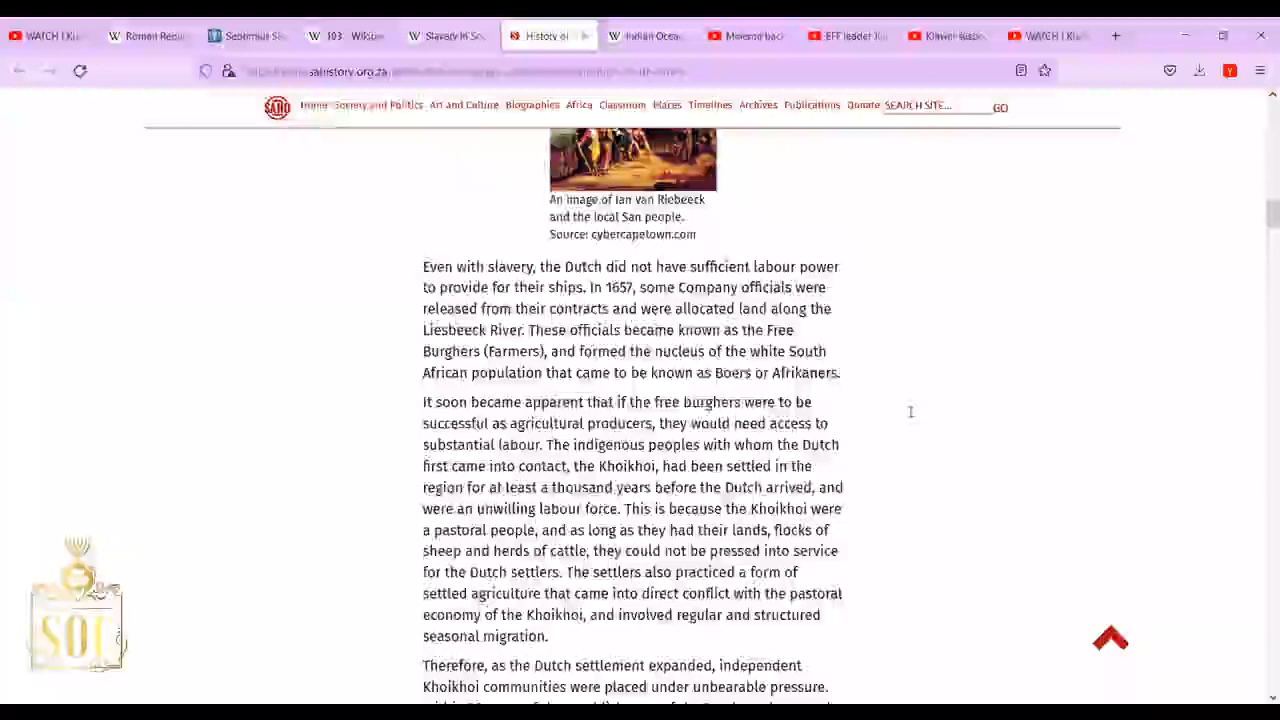 WATCH |
W Roman Repu
Septimius
W Slavery in
History of
W Indian Ocea
EFF leader
WATCH |
sahistory.org.za
SAHO Home Society and Politics Art and Culture Biographies Africa Classroom Places Timelines Archives Publications Donate SEARCH SITE... GO
An image of Jan van Riebeeck
and the local San people.
Source: cybercapetown.com
Even with slavery, the Dutch did not have sufficient labour power
to provide for their ships. In 1657, some Company officials were
released from their contracts and were allocated land along the
Liesbeeck River. These officials became known as the Free
Burghers (Farmers), and formed the nucleus of the white South
African population that came to be known as Boers or Afrikaners.
It soon became apparent that if the free burghers were to be
successful as agricultural producers, they would need access to
substantial labour. The indigenous peoples with whom the Dutch
first came into contact, the Khoikhoi, had been settled in the
region for at least a thousand years before the Dutch arrived, and
were an unwilling labour force. This is because the Khoikhoi were
a pastoral people, and as long as they had their lands, flocks of
sheep and herds of cattle, they could not be pressed into service
for the Dutch settlers. The settlers also practiced a form of
settled agriculture that came into direct conflict with the pastoral
economy of the Khoikhoi, and involved regular and structured
seasonal migration.
Therefore, as the Dutch settlement expanded, independent
Khoikhoi communities were placed under unbearable pressure.